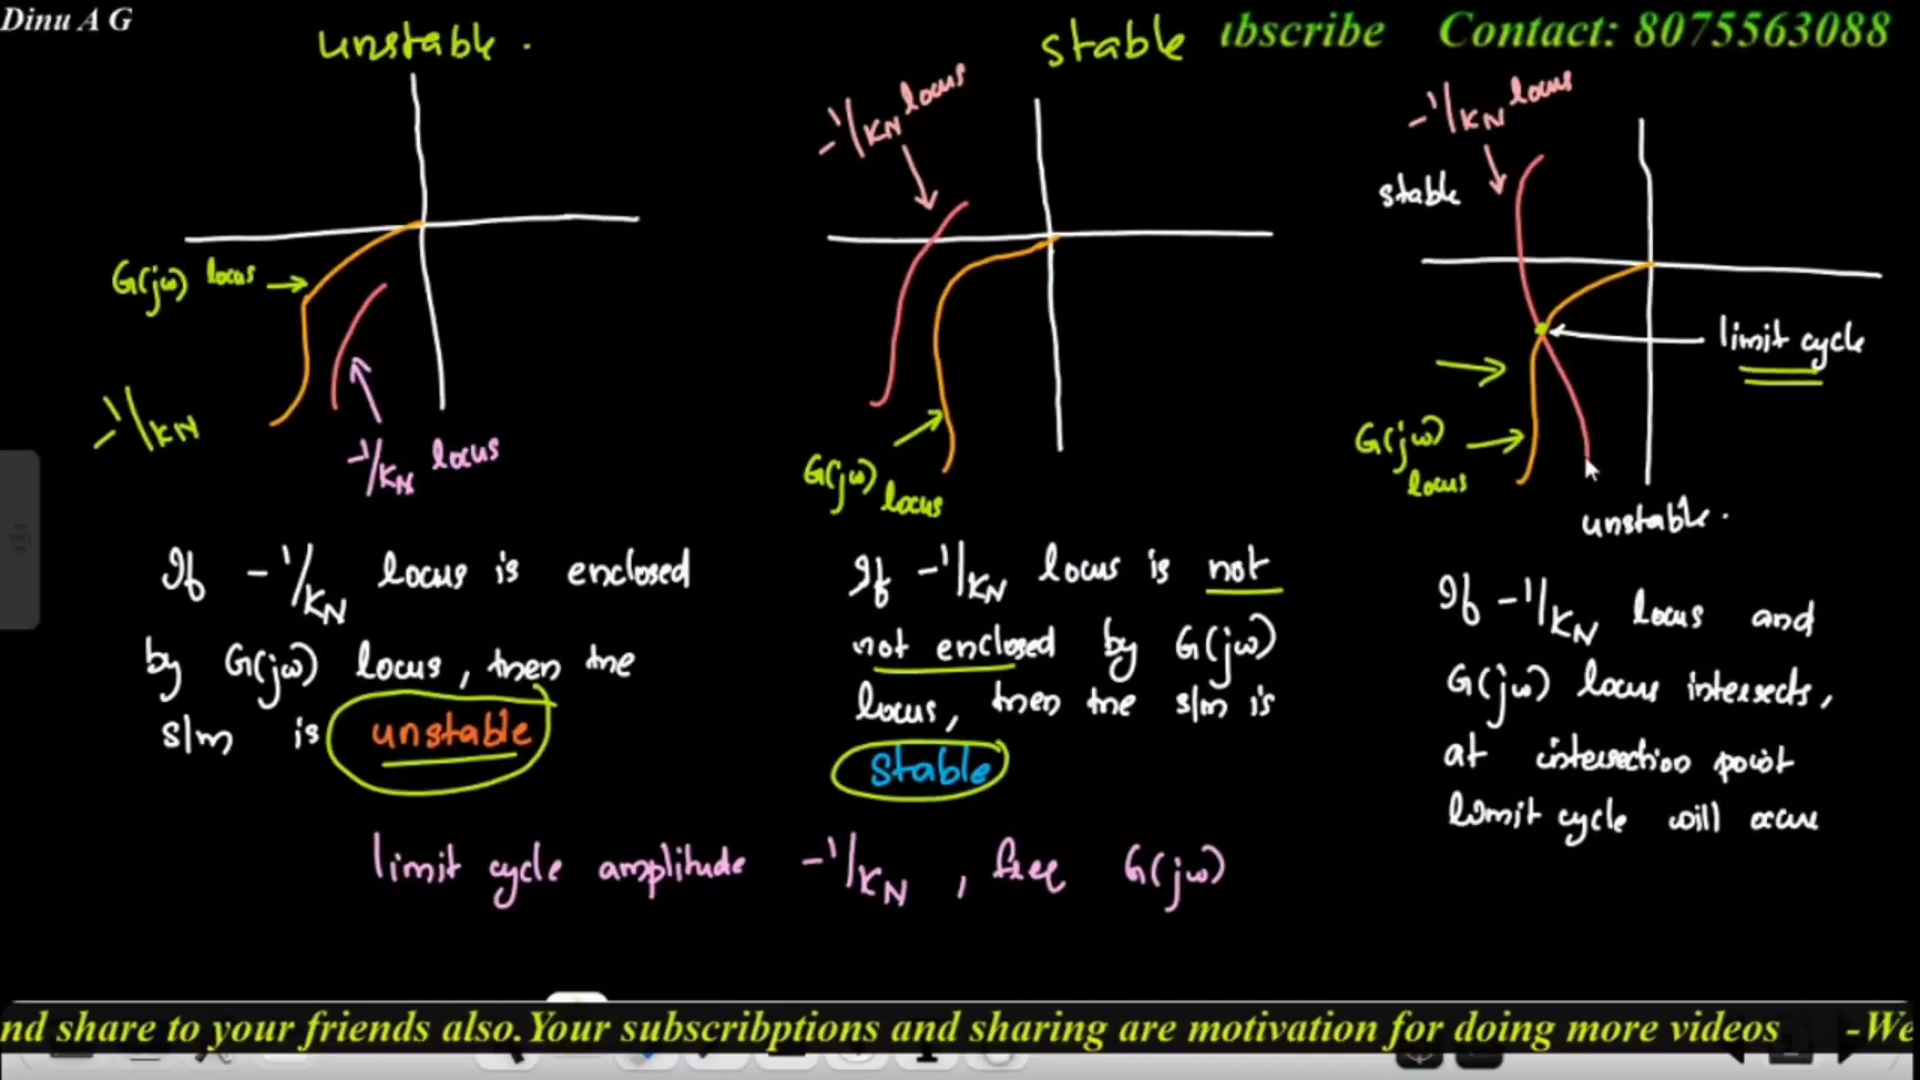 Dinu A G
ubscribe Contact: 8075563088
unstable.
G(jω) locus →
-1/KN
-1/KN locus
If -1/KN locus is enclosed
by G(jω) locus, then the
s/m is unstable
stable
-1/KN locus
G(jω) locus
If -1/KN locus is not
not enclosed by G(jω)
locus, then the s/m is
stable
-1/KN locus
stable
limit cycle
G(jω)
locus
unstable.
If -1/KN locus and
G(jω) locus intersects,
at intersection point
limit cycle will occur
limit cycle amplitude -1/KN, freq G(jω)
nd share to your friends also.Your subscribptions and sharing are motivation for doing more videos -We